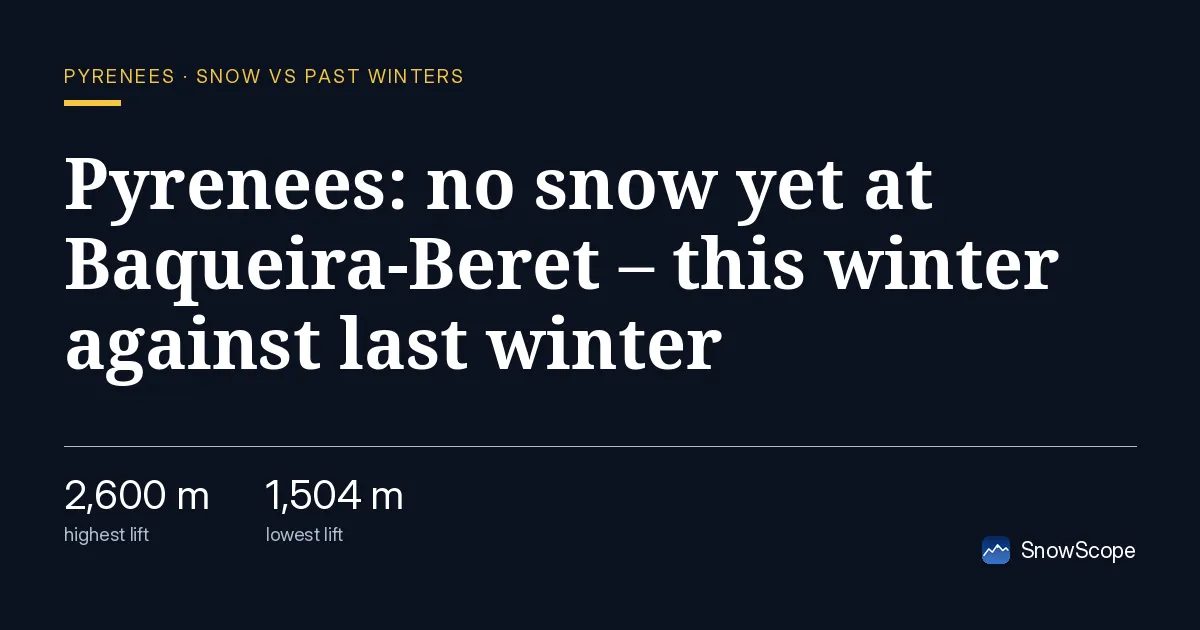 PYRENEES · SNOW VS PAST WINTERS
Pyrenees: no snow yet at
Baqueira-Beret – this winter
against last winter
2,600 m
highest lift
1,504 m
lowest lift
SnowScope